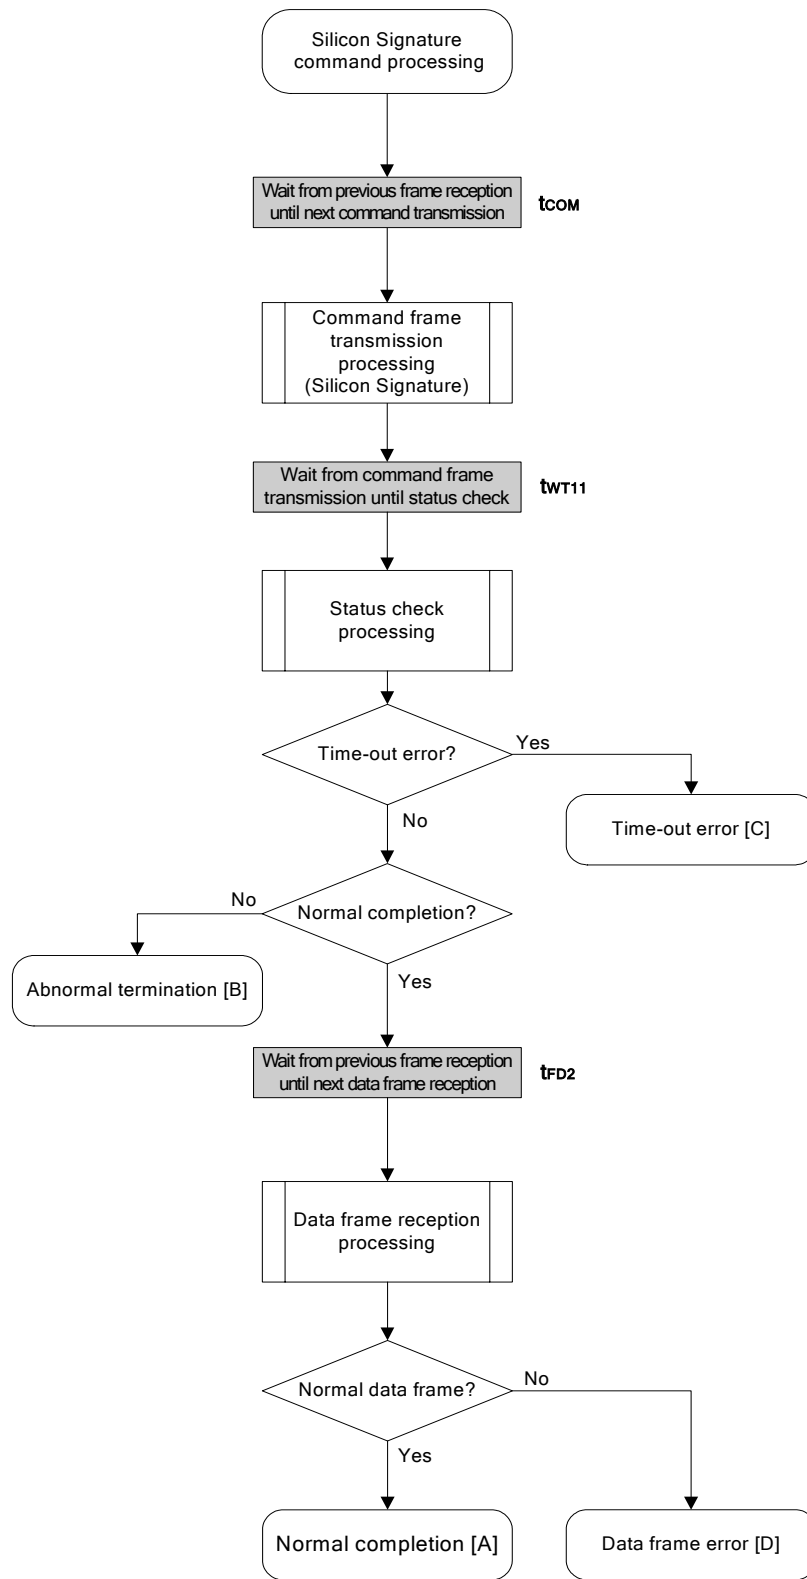 Silicon Signature
command processing
Wait from previous frame reception
until next command transmission
tCOM
Command frame
transmission
processing
(Silicon Signature)
Wait from command frame
transmission until status check
tWT11
Status check
processing
Time-out error?
Yes
Time-out error [C]
No
No
Normal completion?
Abnormal termination [B]
Yes
Wait from previous frame reception
until next data frame reception
tFD2
Data frame reception
processing
Normal data frame?
No
Yes
Normal completion [A]
Data frame error [D]